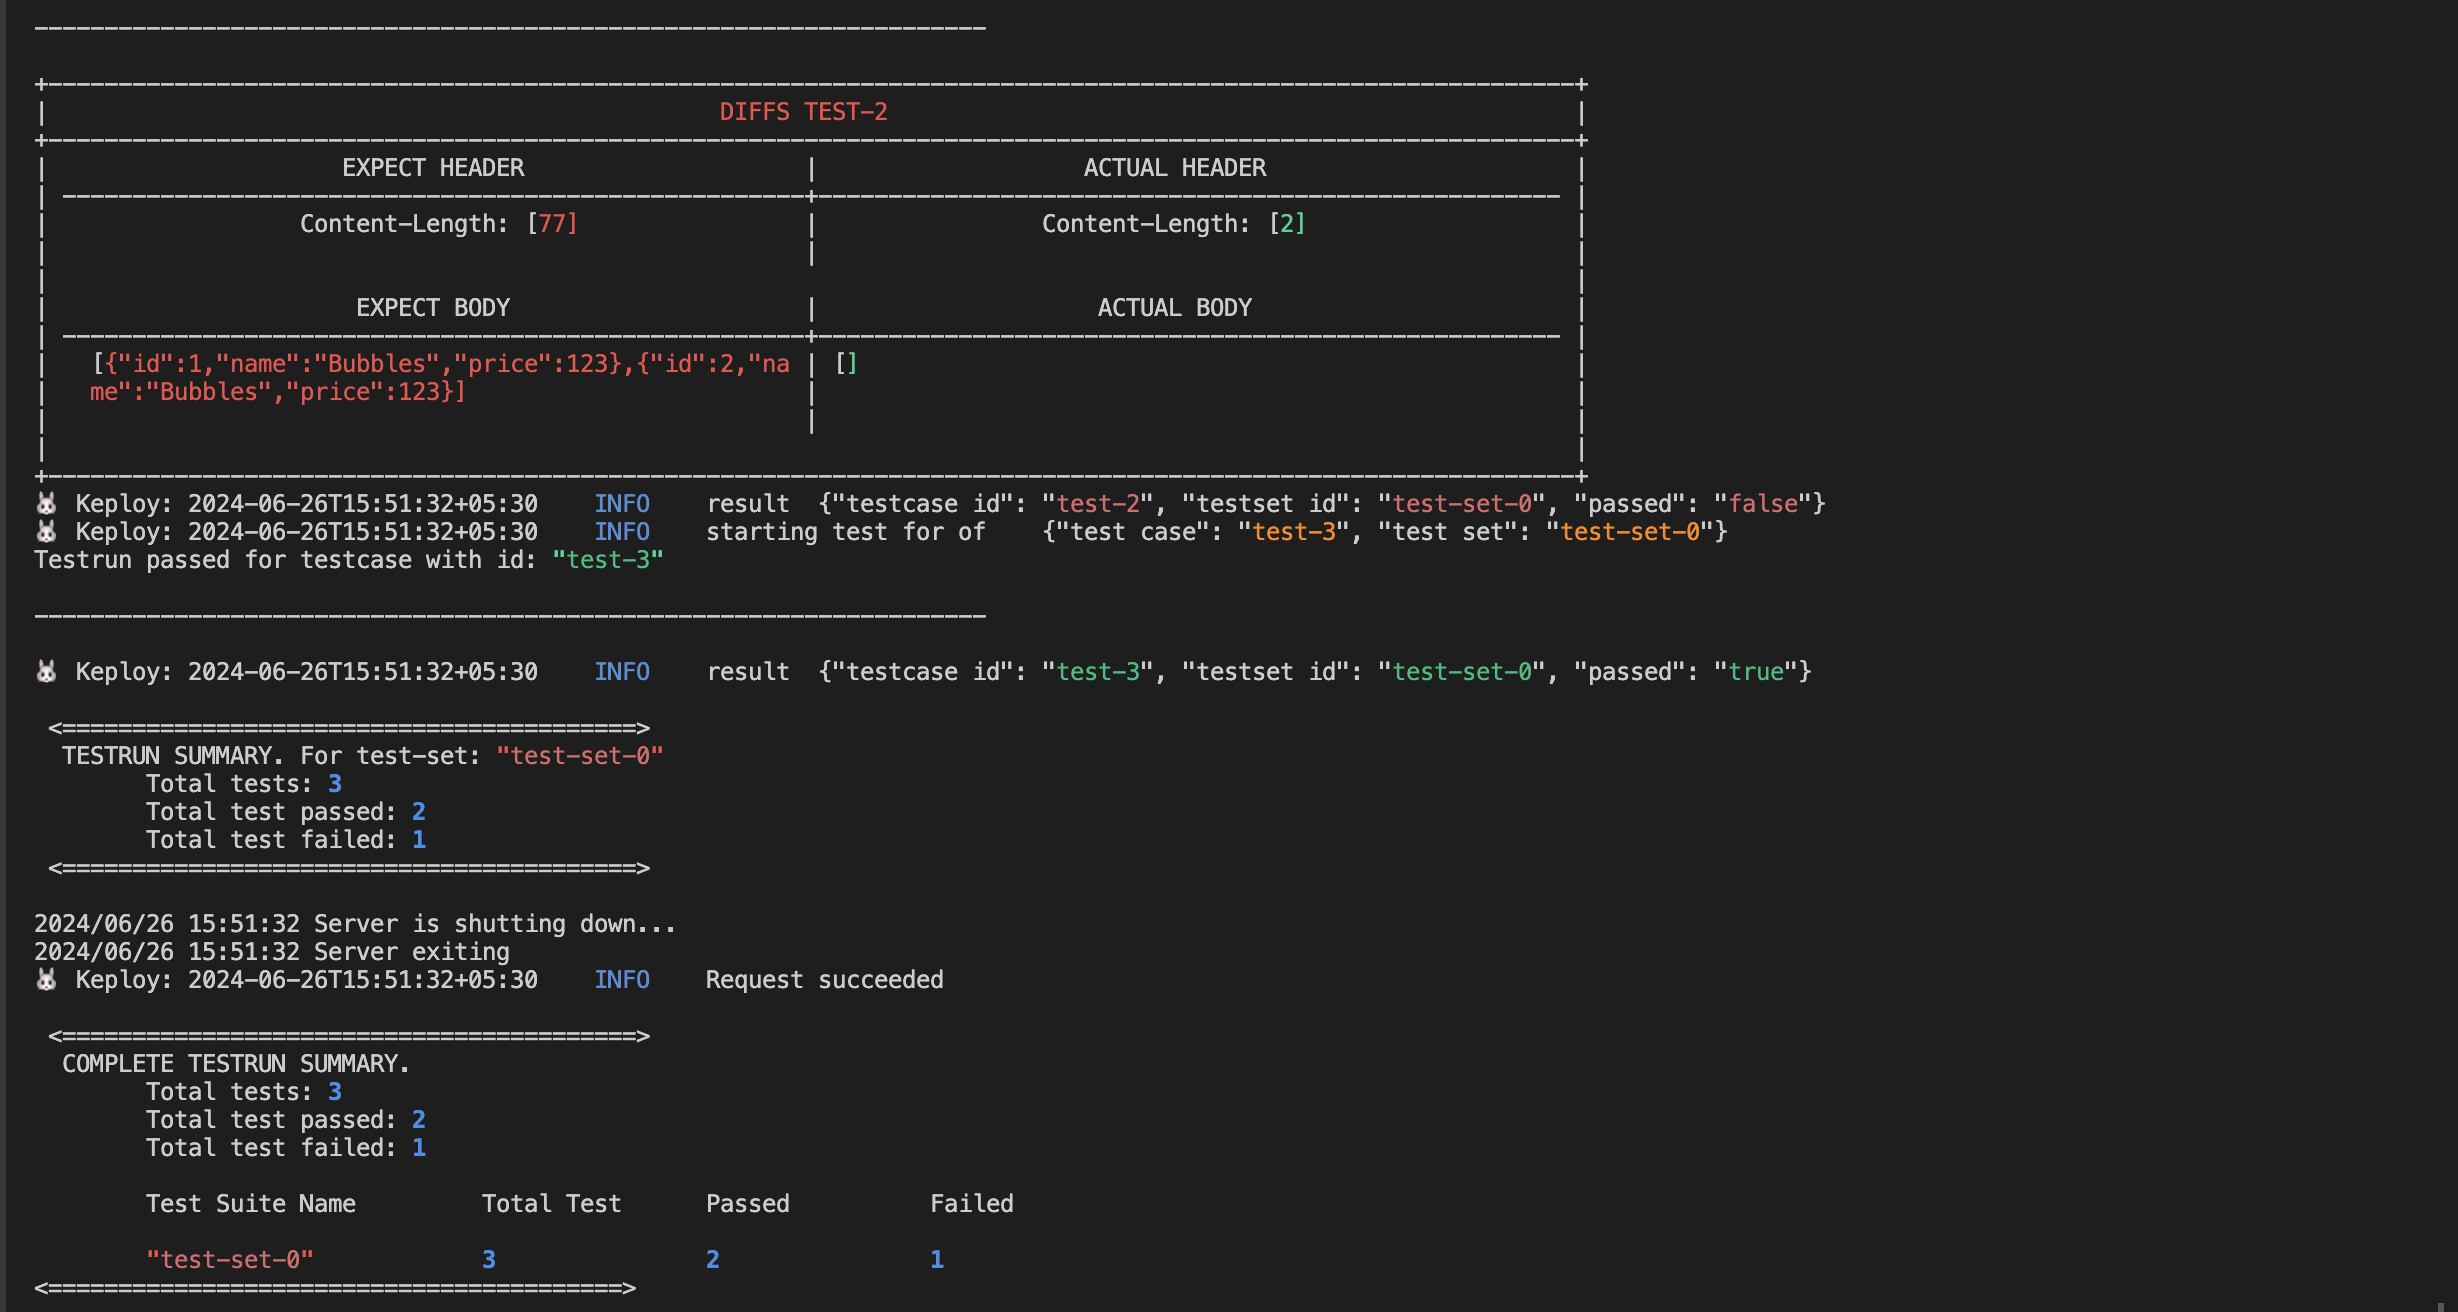 DIFFS TEST-2
EXPECT HEADER | ACTUAL HEADER
Content-Length: [77] | Content-Length: [2]
EXPECT BODY | ACTUAL BODY
[{"id":1,"name":"Bubbles","price":123},{"id":2,"na | []
me":"Bubbles","price":123}]
🐰 Keploy: 2024-06-26T15:51:32+05:30 INFO result {"testcase id": "test-2", "testset id": "test-set-0", "passed": "false"}
🐰 Keploy: 2024-06-26T15:51:32+05:30 INFO starting test for of {"test case": "test-3", "test set": "test-set-0"}
Testrun passed for testcase with id: "test-3"
🐰 Keploy: 2024-06-26T15:51:32+05:30 INFO result {"testcase id": "test-3", "testset id": "test-set-0", "passed": "true"}
<=========================================>
TESTRUN SUMMARY. For test-set: "test-set-0"
Total tests: 3
Total test passed: 2
Total test failed: 1
<=========================================>
2024/06/26 15:51:32 Server is shutting down...
2024/06/26 15:51:32 Server exiting
🐰 Keploy: 2024-06-26T15:51:32+05:30 INFO Request succeeded
<=========================================>
COMPLETE TESTRUN SUMMARY.
Total tests: 3
Total test passed: 2
Total test failed: 1
Test Suite Name Total Test Passed Failed
"test-set-0" 3 2 1
<=========================================>